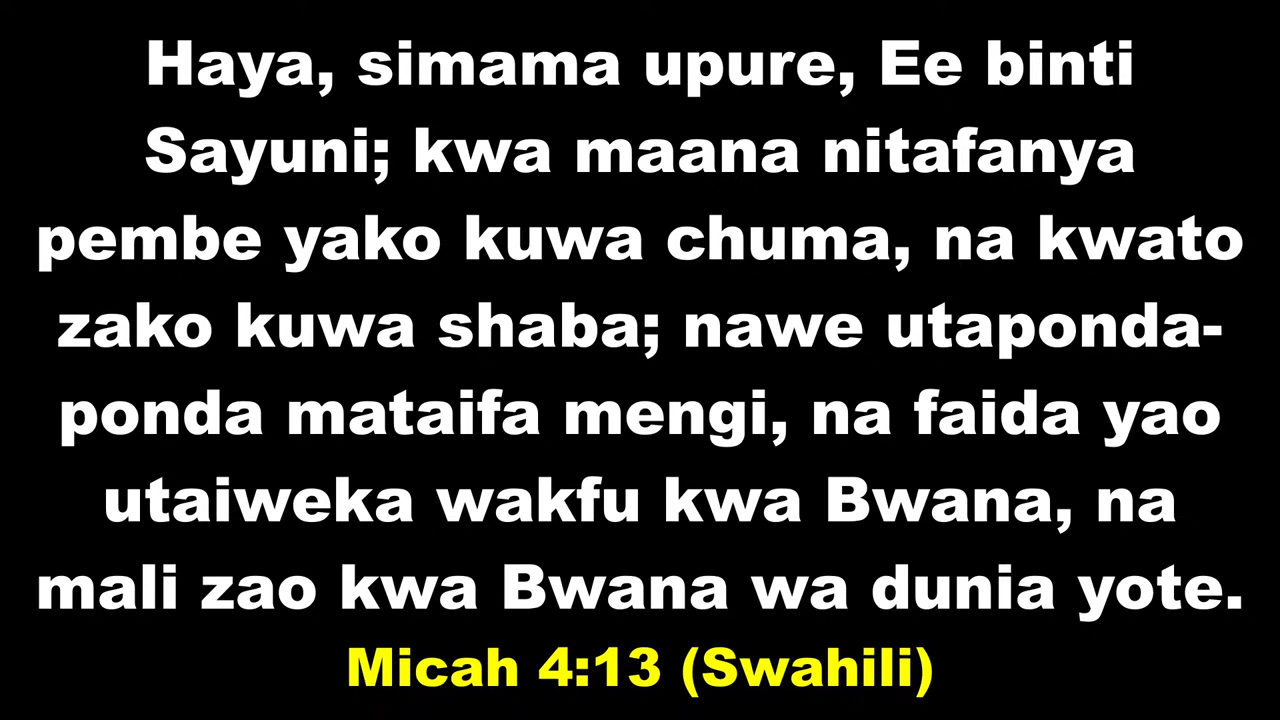 Haya, simama upure, Ee binti
Sayuni; kwa maana nitafanya
pembe yako kuwa chuma, na kwato
zako kuwa shaba; nawe utaponda-
ponda mataifa mengi, na faida yao
utaiweka wakfu kwa Bwana, na
mali zao kwa Bwana wa dunia yote.
Micah 4:13 (Swahili)